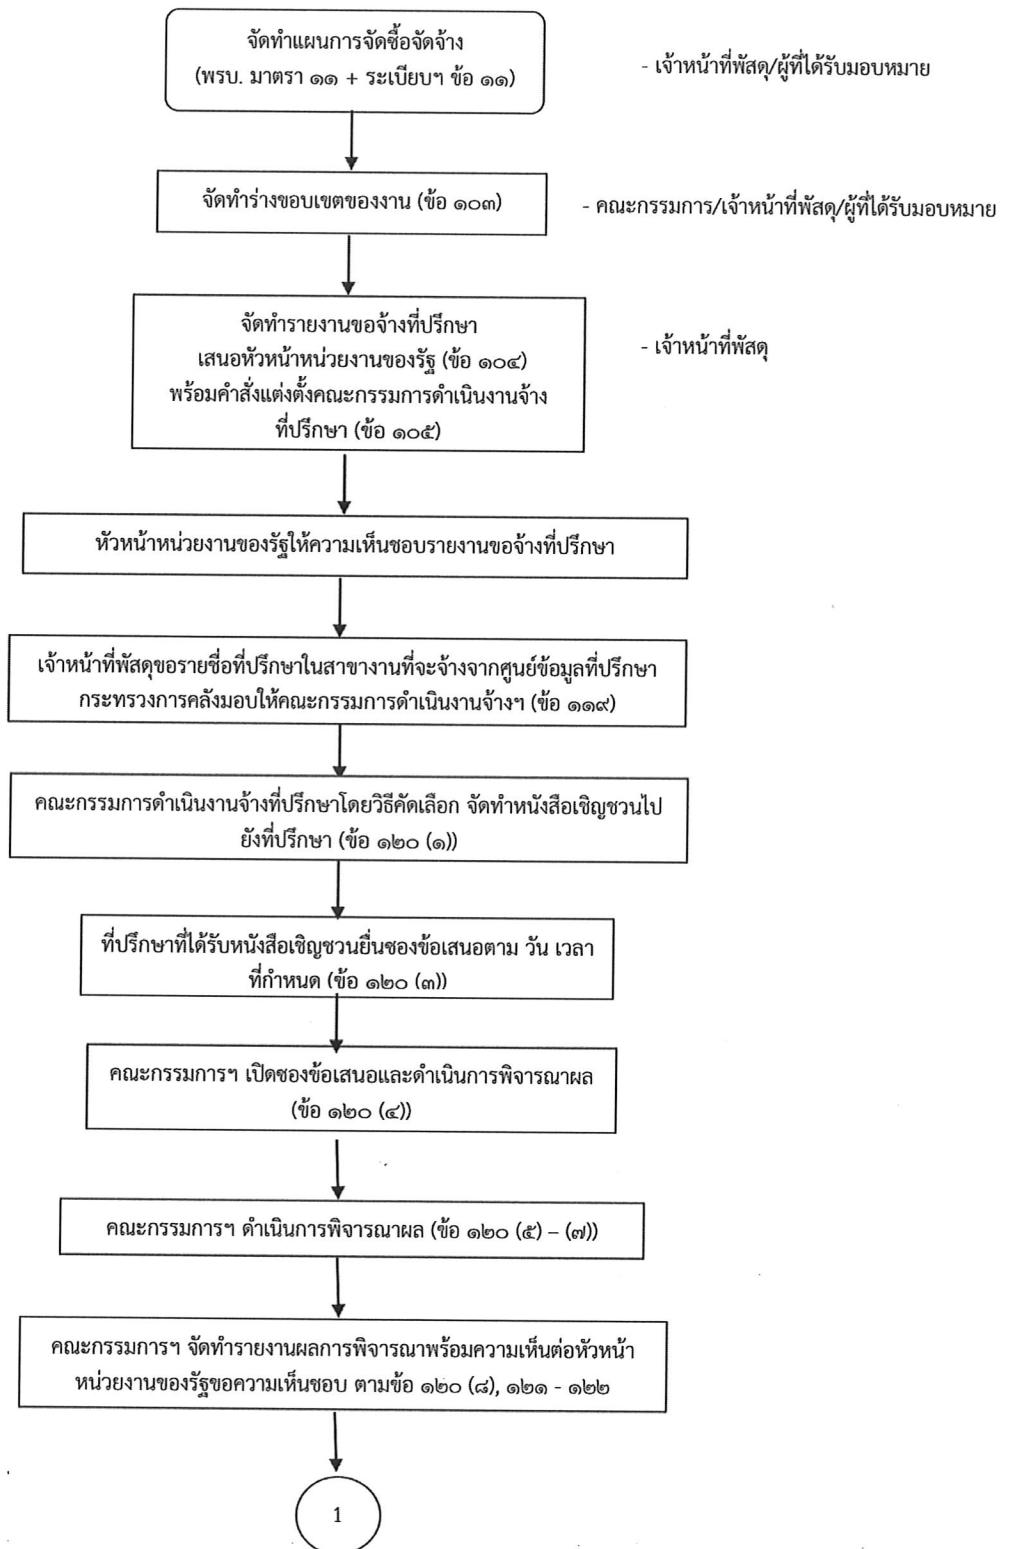 จัดทำแผนการจัดซื้อจัดจ้าง
(พรบ. มาตรา ๑๑ + ระเบียบฯ ข้อ ๑๑)
- เจ้าหน้าที่พัสดุ/ผู้ที่ได้รับมอบหมาย
จัดทำร่างขอบเขตของงาน (ข้อ ๑๐๓)
- คณะกรรมการ/เจ้าหน้าที่พัสดุ/ผู้ที่ได้รับมอบหมาย
จัดทำรายงานขอจ้างที่ปรึกษา
เสนอหัวหน้าหน่วยงานของรัฐ (ข้อ ๑๐๔)
พร้อมคำสั่งแต่งตั้งคณะกรรมการดำเนินงานจ้าง
ที่ปรึกษา (ข้อ ๑๐๕)
- เจ้าหน้าที่พัสดุ
หัวหน้าหน่วยงานของรัฐให้ความเห็นชอบรายงานขอจ้างที่ปรึกษา
เจ้าหน้าที่พัสดุขอรายชื่อที่ปรึกษาในสาขางานที่จะจ้างจากศูนย์ข้อมูลที่ปรึกษา
กระทรวงการคลังมอบให้คณะกรรมการดำเนินงานจ้างฯ (ข้อ ๑๑๙)
คณะกรรมการดำเนินงานจ้างที่ปรึกษาโดยวิธีคัดเลือก จัดทำหนังสือเชิญชวนไป
ยังที่ปรึกษา (ข้อ ๑๒๐ (๑))
ที่ปรึกษาที่ได้รับหนังสือเชิญชวนยื่นซองข้อเสนอตาม วัน เวลา
ที่กำหนด (ข้อ ๑๒๐ (๓))
คณะกรรมการฯ เปิดซองข้อเสนอและดำเนินการพิจารณาผล
(ข้อ ๑๒๐ (๔))
คณะกรรมการฯ ดำเนินการพิจารณาผล (ข้อ ๑๒๐ (๕) – (๗))
คณะกรรมการฯ จัดทำรายงานผลการพิจารณาพร้อมความเห็นต่อหัวหน้า
หน่วยงานของรัฐขอความเห็นชอบ ตามข้อ ๑๒๐ (๘), ๑๒๑ - ๑๒๒
1